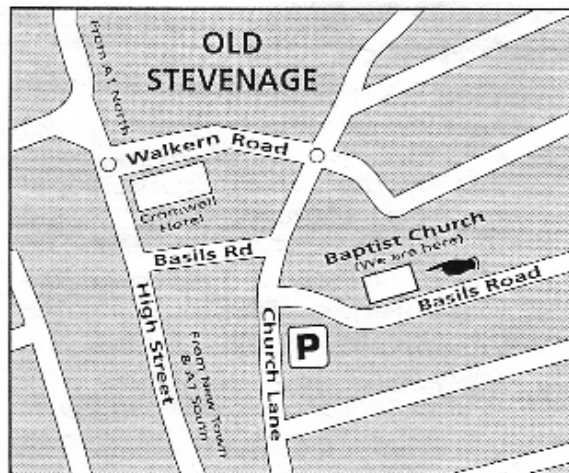 OLD
STEVENAGE
From A1 North
Walkern Road
Cromwell
Hotel
Basils Rd
Baptist Church
(We are here)
Basils Road
High Street
From New Town
& A1 South
Church Lane
P